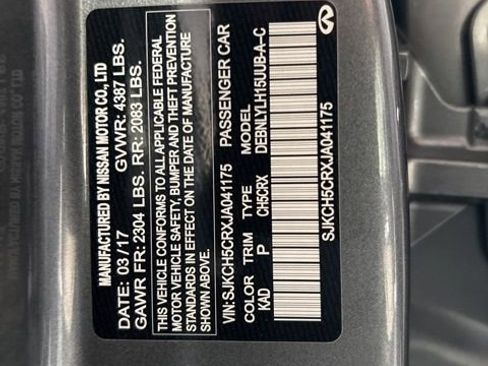 MANUFACTURED BY NISSAN MOTOR CO., LTD
DATE: 03/17 GVWR: 4387 LBS.
GAWR FR: 2304 LBS. RR: 2083 LBS.
THIS VEHICLE CONFORMS TO ALL APPLICABLE FEDERAL
MOTOR VEHICLE SAFETY, BUMPER AND THEFT PREVENTION
STANDARDS IN EFFECT ON THE DATE OF MANUFACTURE
SHOWN ABOVE.
VIN: SJKCH5CRXJA041175 PASSENGER CAR
COLOR TRIM TYPE DEBNLYLH15UUB-A-C
KAD P CH5CRX
SJKCH5CRXJA041175